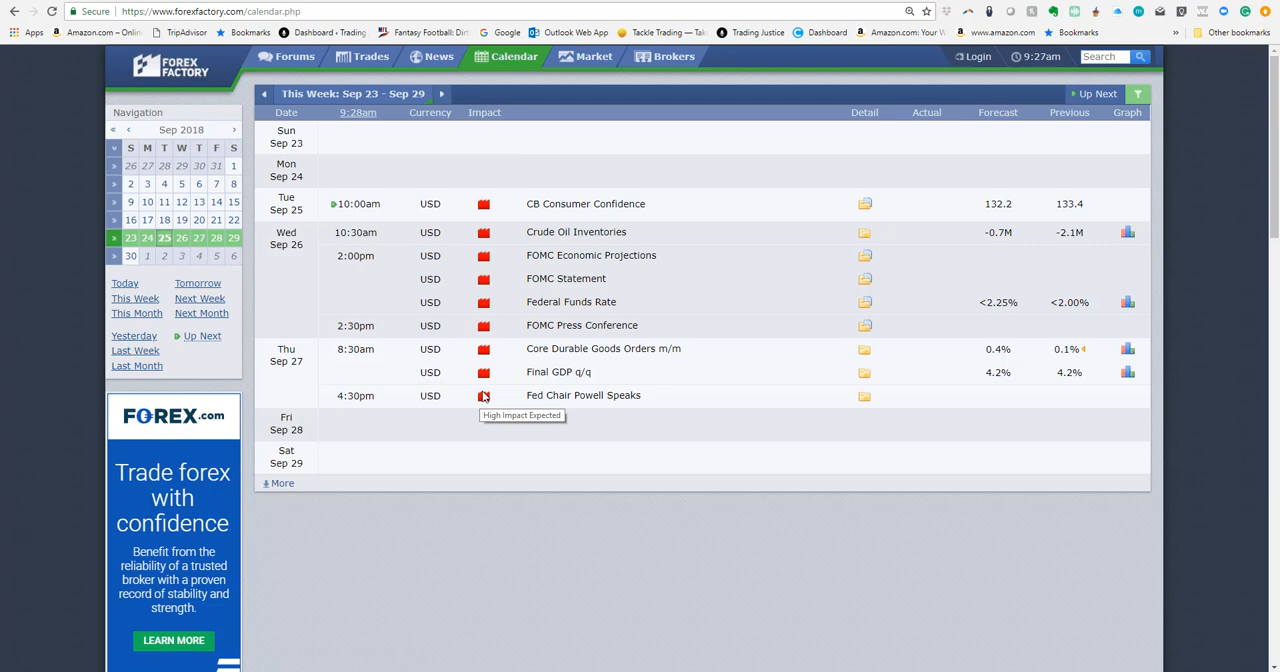 Secure https://www.forexfactory.com/calendar.php
Apps Amazon.com – Onlin TripAdvisor Bookmarks Dashboard ‹ Trading Fantasy Football: Dirt Google Outlook Web App Tackle Trading — Tak Trading Justice Dashboard Amazon.com: Your W www.amazon.com Bookmarks » Other bookmarks
FOREX FACTORY
Forums Trades News Calendar Market Brokers Login 9:27am Search
Navigation
« ‹ Sep 2018 ›
S M T W T F S
26 27 28 29 30 31 1
2 3 4 5 6 7 8
9 10 11 12 13 14 15
16 17 18 19 20 21 22
23 24 25 26 27 28 29
30 1 2 3 4 5 6
Today Tomorrow
This Week Next Week
This Month Next Month
Yesterday Up Next
Last Week
Last Month
FOREX.com
Trade forex
with
confidence
Benefit from the
reliability of a trusted
broker with a proven
record of stability and
strength.
LEARN MORE
This Week: Sep 23 - Sep 29 Up Next
Date 9:28am Currency Impact Detail Actual Forecast Previous Graph
Sun
Sep 23
Mon
Sep 24
Tue
Sep 25
10:00am USD CB Consumer Confidence 132.2 133.4
Wed
Sep 26
10:30am USD Crude Oil Inventories -0.7M -2.1M
2:00pm USD FOMC Economic Projections
USD FOMC Statement
USD Federal Funds Rate <2.25% <2.00%
2:30pm USD FOMC Press Conference
Thu
Sep 27
8:30am USD Core Durable Goods Orders m/m 0.4% 0.1%
USD Final GDP q/q 4.2% 4.2%
4:30pm USD Fed Chair Powell Speaks
High Impact Expected
Fri
Sep 28
Sat
Sep 29
More